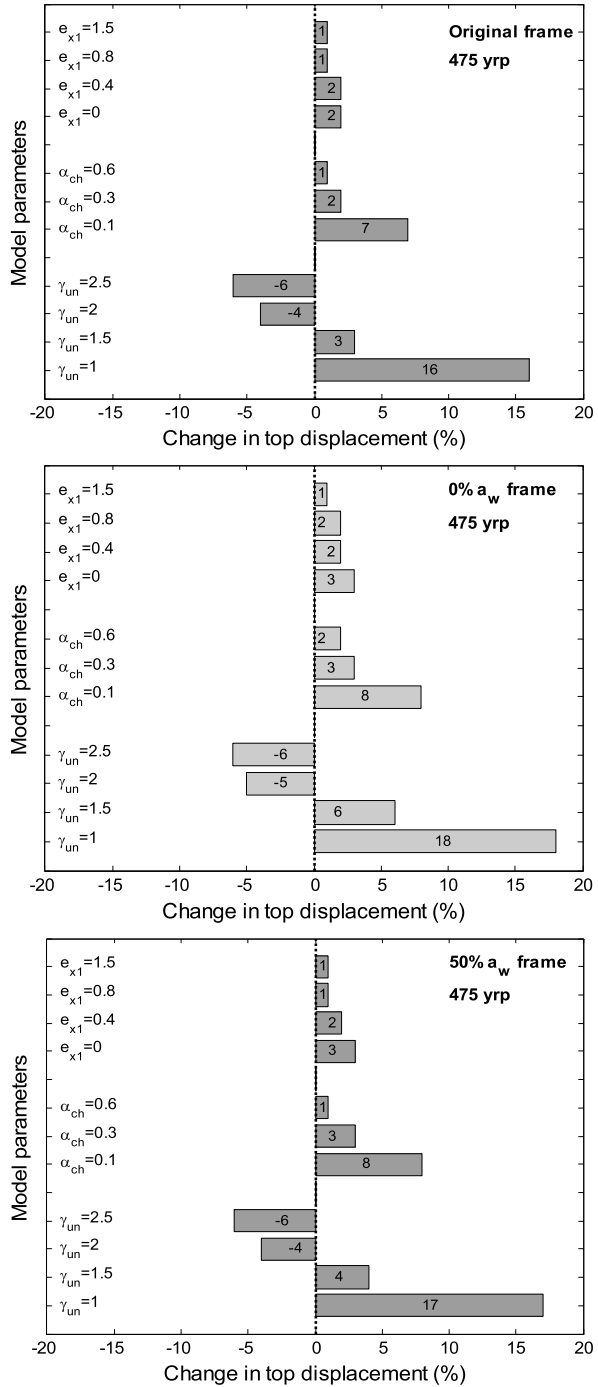 Original frame
475 yrp
Model parameters
e_x1=1.5 1
e_x1=0.8 1
e_x1=0.4 2
e_x1=0 2
α_ch=0.6 1
α_ch=0.3 2
α_ch=0.1 7
γ_un=2.5 -6
γ_un=2 -4
γ_un=1.5 3
γ_un=1 16
-20 -15 -10 -5 0 5 10 15 20
Change in top displacement (%)
0% a_w frame
475 yrp
Model parameters
e_x1=1.5 1
e_x1=0.8 2
e_x1=0.4 2
e_x1=0 3
α_ch=0.6 2
α_ch=0.3 3
α_ch=0.1 8
γ_un=2.5 -6
γ_un=2 -5
γ_un=1.5 6
γ_un=1 18
-20 -15 -10 -5 0 5 10 15 20
Change in top displacement (%)
50% a_w frame
475 yrp
Model parameters
e_x1=1.5 1
e_x1=0.8 1
e_x1=0.4 2
e_x1=0 3
α_ch=0.6 1
α_ch=0.3 3
α_ch=0.1 8
γ_un=2.5 -6
γ_un=2 -4
γ_un=1.5 4
γ_un=1 17
-20 -15 -10 -5 0 5 10 15 20
Change in top displacement (%)